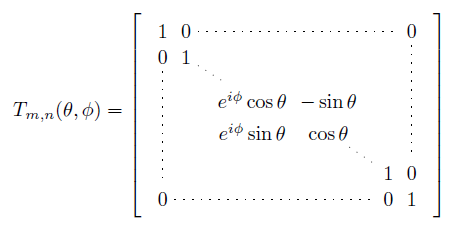 1 0 ⋯ 0
0 1
T_{m,n}(θ, ϕ) = e^{iϕ} cos θ − sin θ
e^{iϕ} sin θ cos θ
1 0
0 ⋯ 0 1